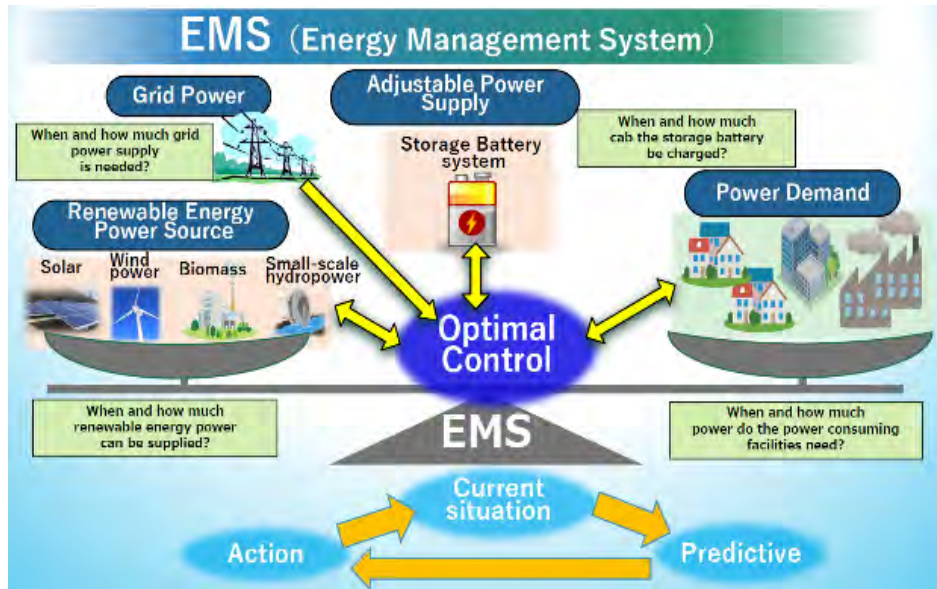 EMS (Energy Management System)
Grid Power
Adjustable Power
Supply
When and how much grid
power supply
is needed?
Storage Battery
system
When and how much
cab the storage battery
be charged?
Power Demand
Renewable Energy
Power Source
Solar
Wind
power
Biomass
Small-scale
hydropower
Optimal
Control
When and how much
renewable energy power
can be supplied?
EMS
When and how much
power do the power consuming
facilities need?
Current
situation
Action
Predictive